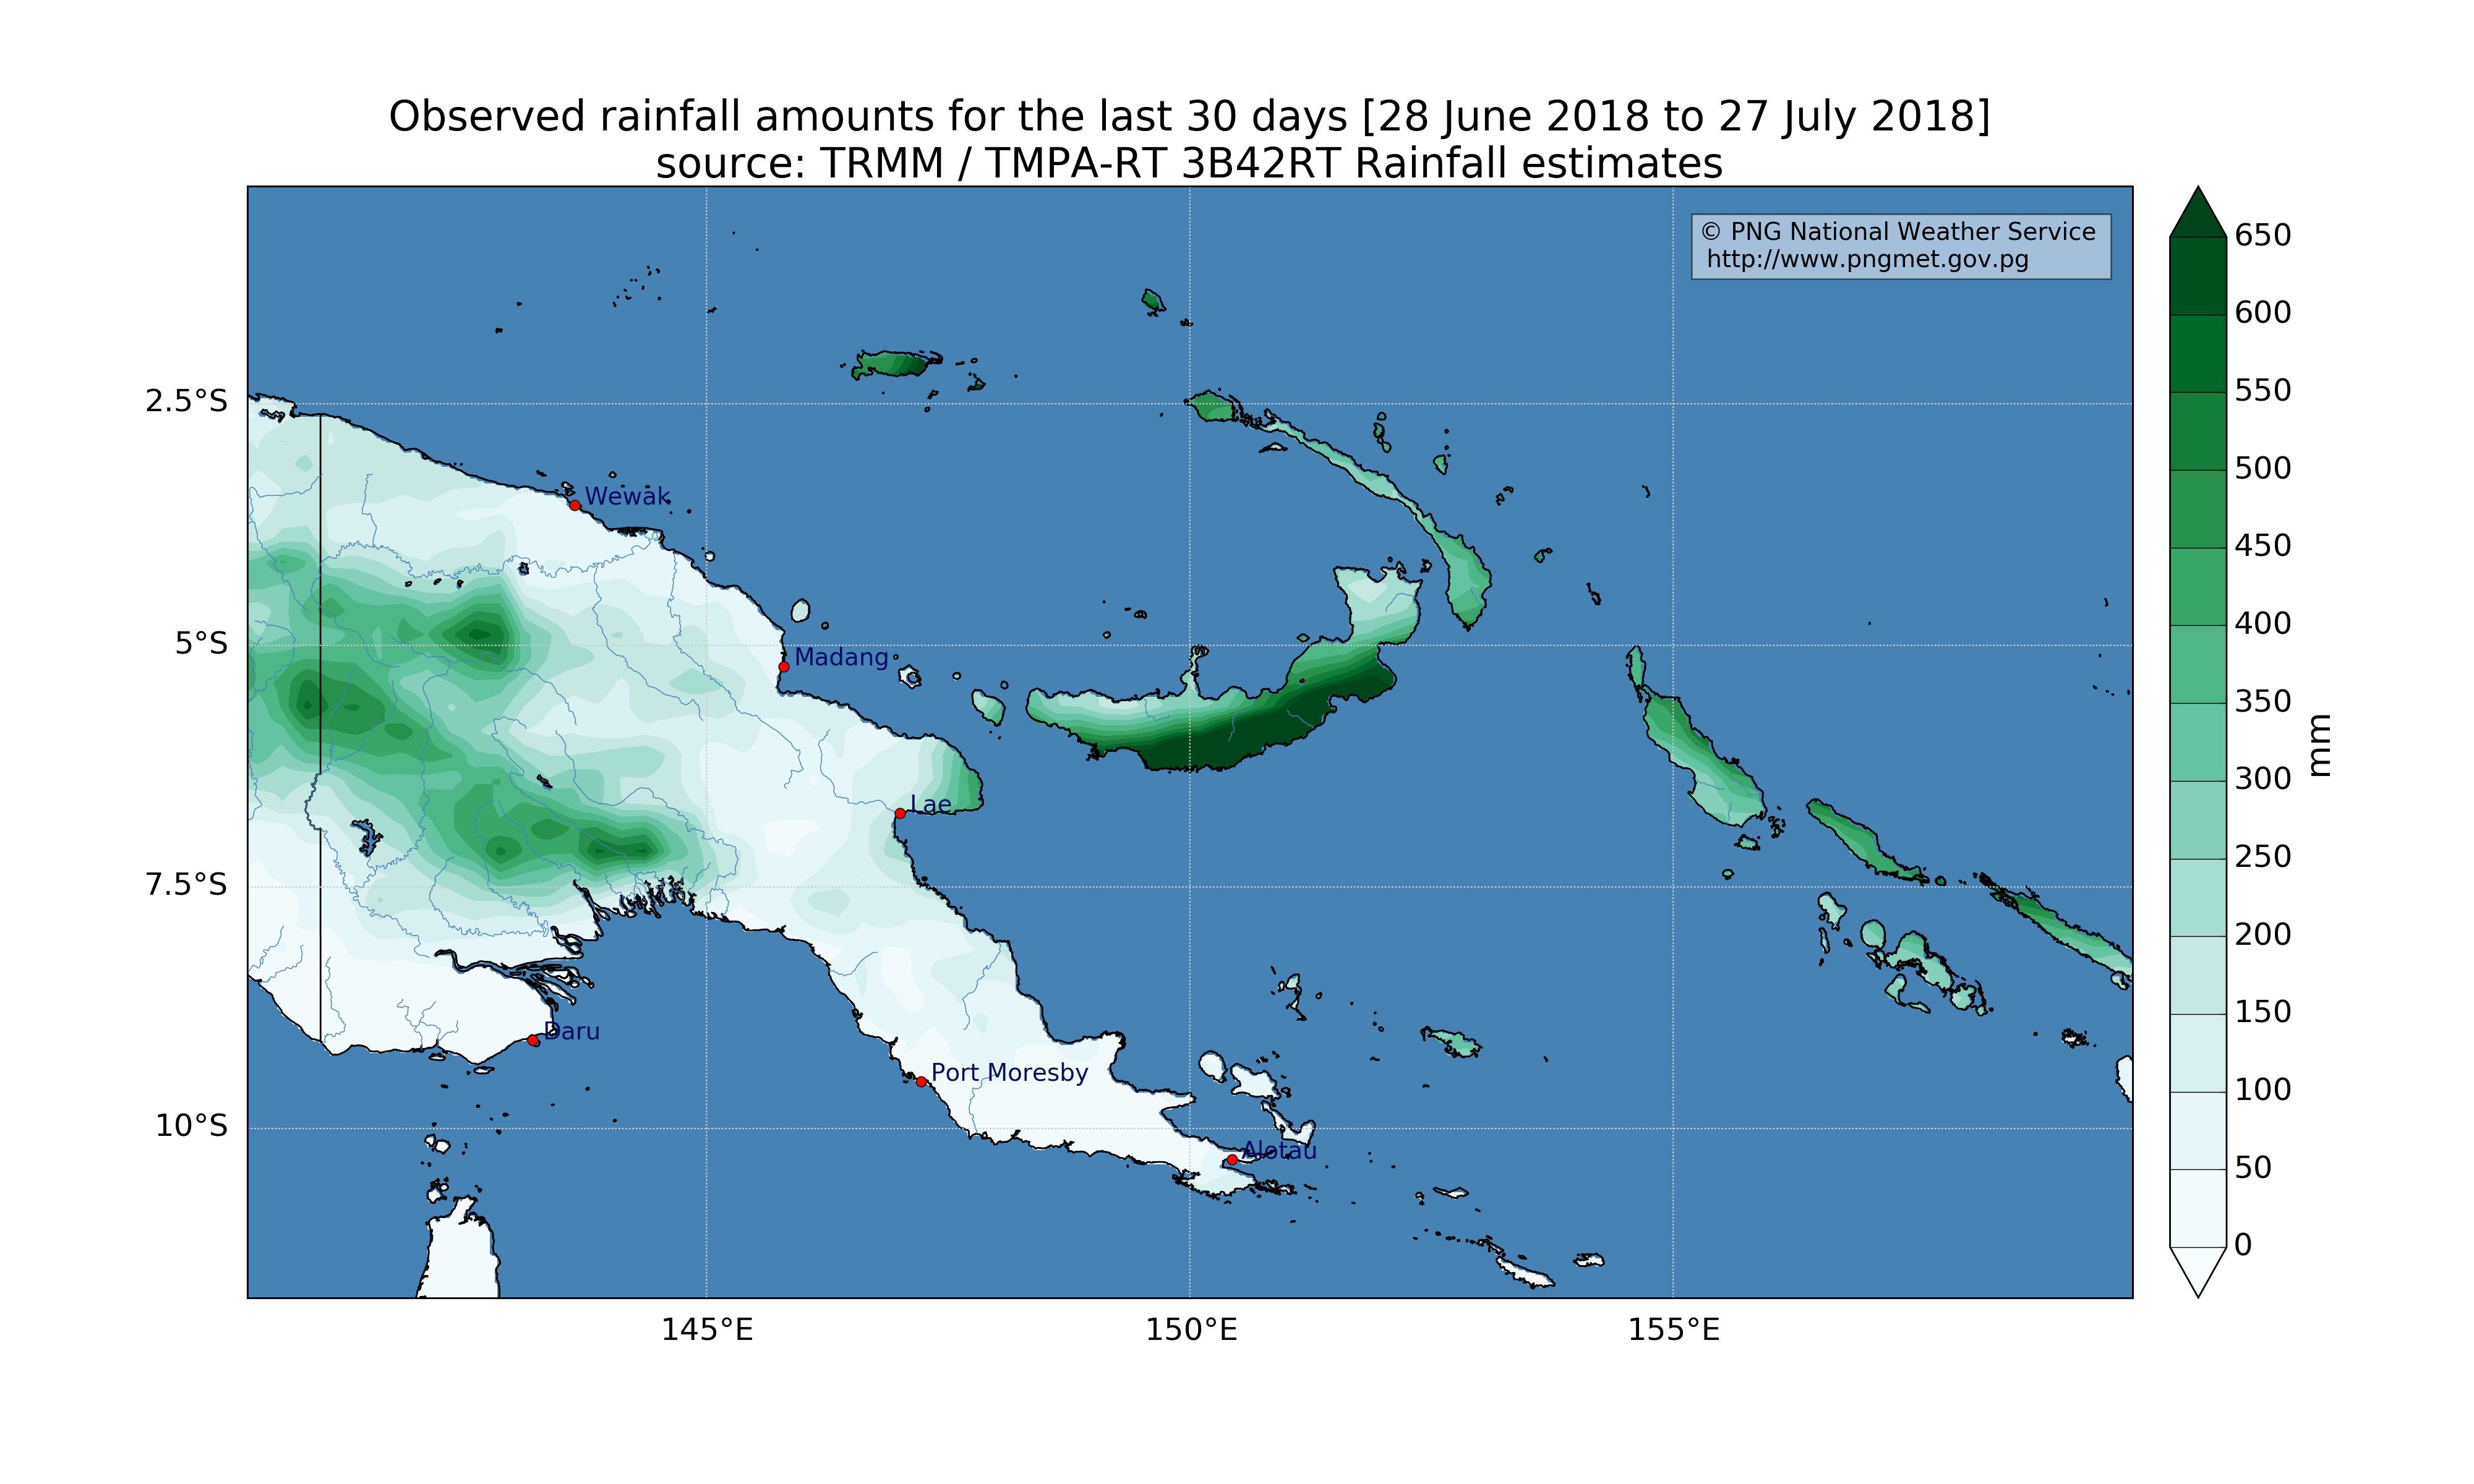 Observed rainfall amounts for the last 30 days [28 June 2018 to 27 July 2018]
source: TRMM / TMPA-RT 3B42RT Rainfall estimates
© PNG National Weather Service
http://www.pngmet.gov.pg
650
600
550
500
450
400
350
300
250
200
150
100
50
0
mm
2.5°S
5°S
7.5°S
10°S
Wewak
Madang
Lae
Daru
Port Moresby
Alotau
145°E
150°E
155°E